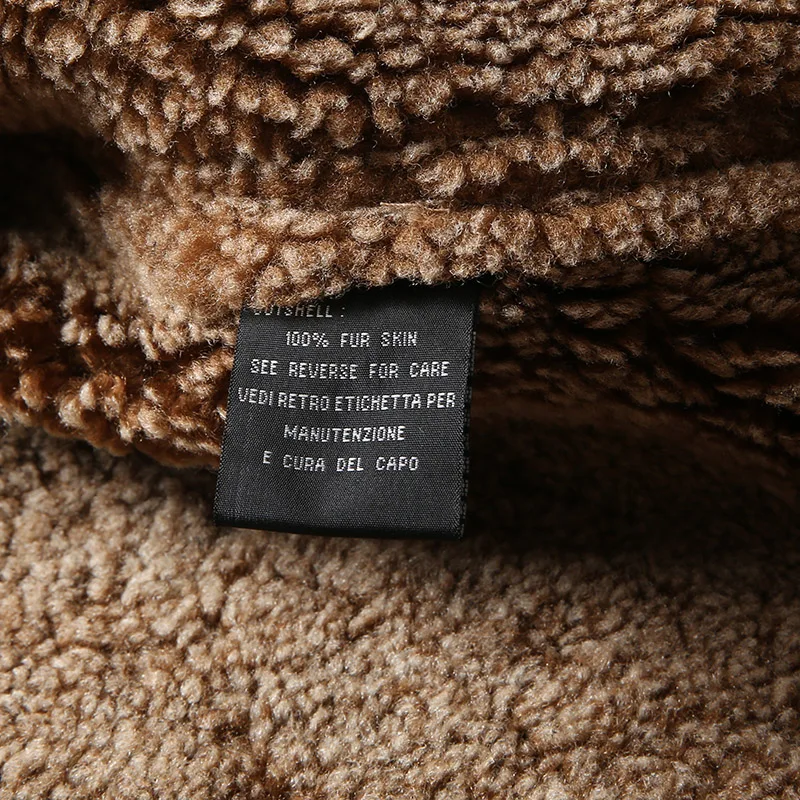 OUTSHELL :
100% FUR SKIN
SEE REVERSE FOR CARE
VEDI RETRO ETICHETTA PER
MANUTENZIONE
E CURA DEL CAPO